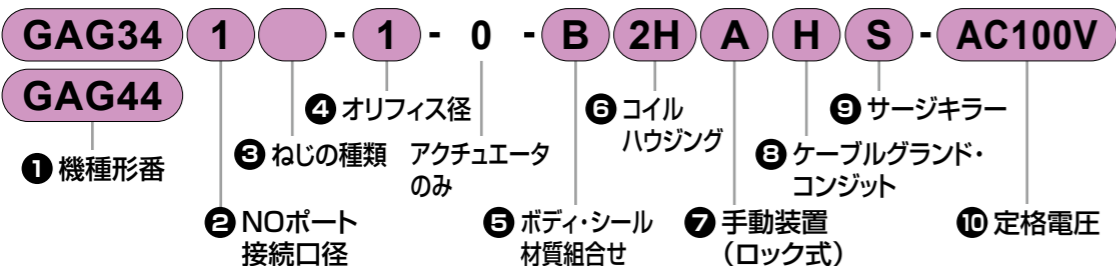 GAG34 1 - 1 - 0 - B 2H A H S - AC100V
GAG44
❶ 機種形番
❷ NOポート
接続口径
❸ ねじの種類
❹ オリフィス径
アクチュエータ
のみ
❺ ボディ・シール
材質組合せ
❻ コイル
ハウジング
❼ 手動装置
(ロック式)
❽ ケーブルグランド・
コンジット
❾ サージキラー
❿ 定格電圧